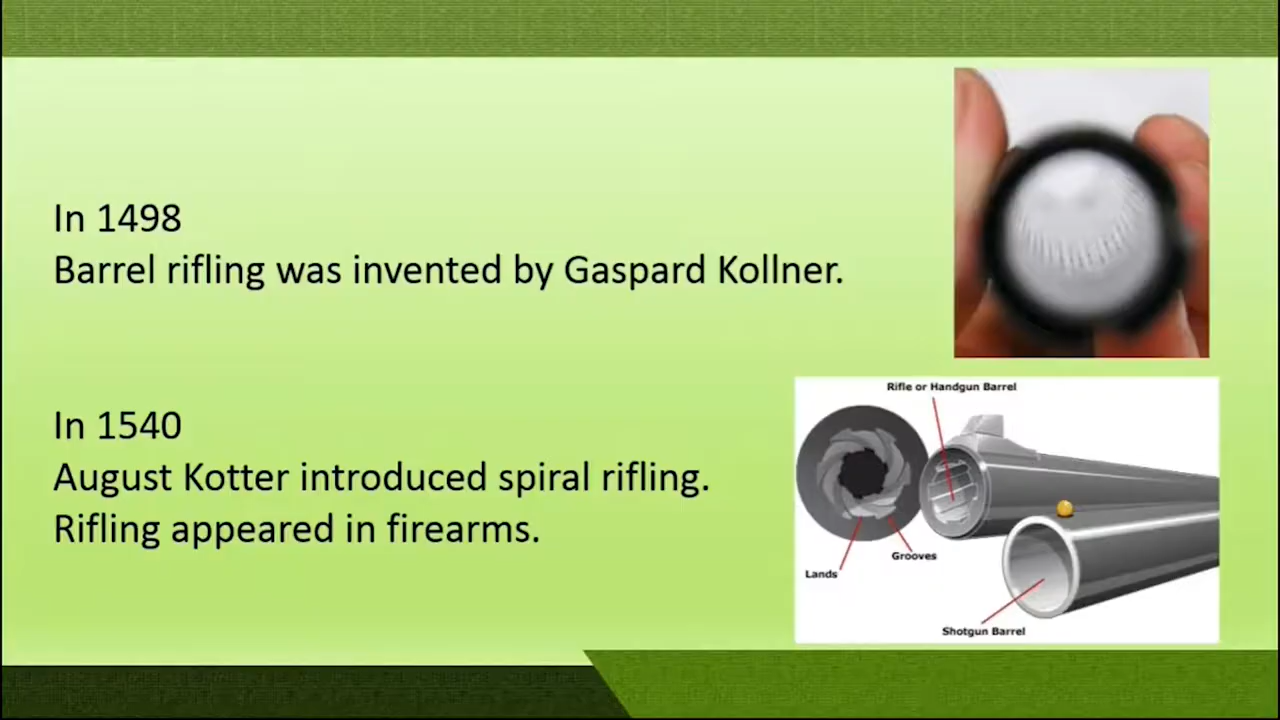 In 1498
Barrel rifling was invented by Gaspard Kollner.
In 1540
August Kotter introduced spiral rifling.
Rifling appeared in firearms.
Rifle or Handgun Barrel
Grooves
Lands
Shotgun Barrel